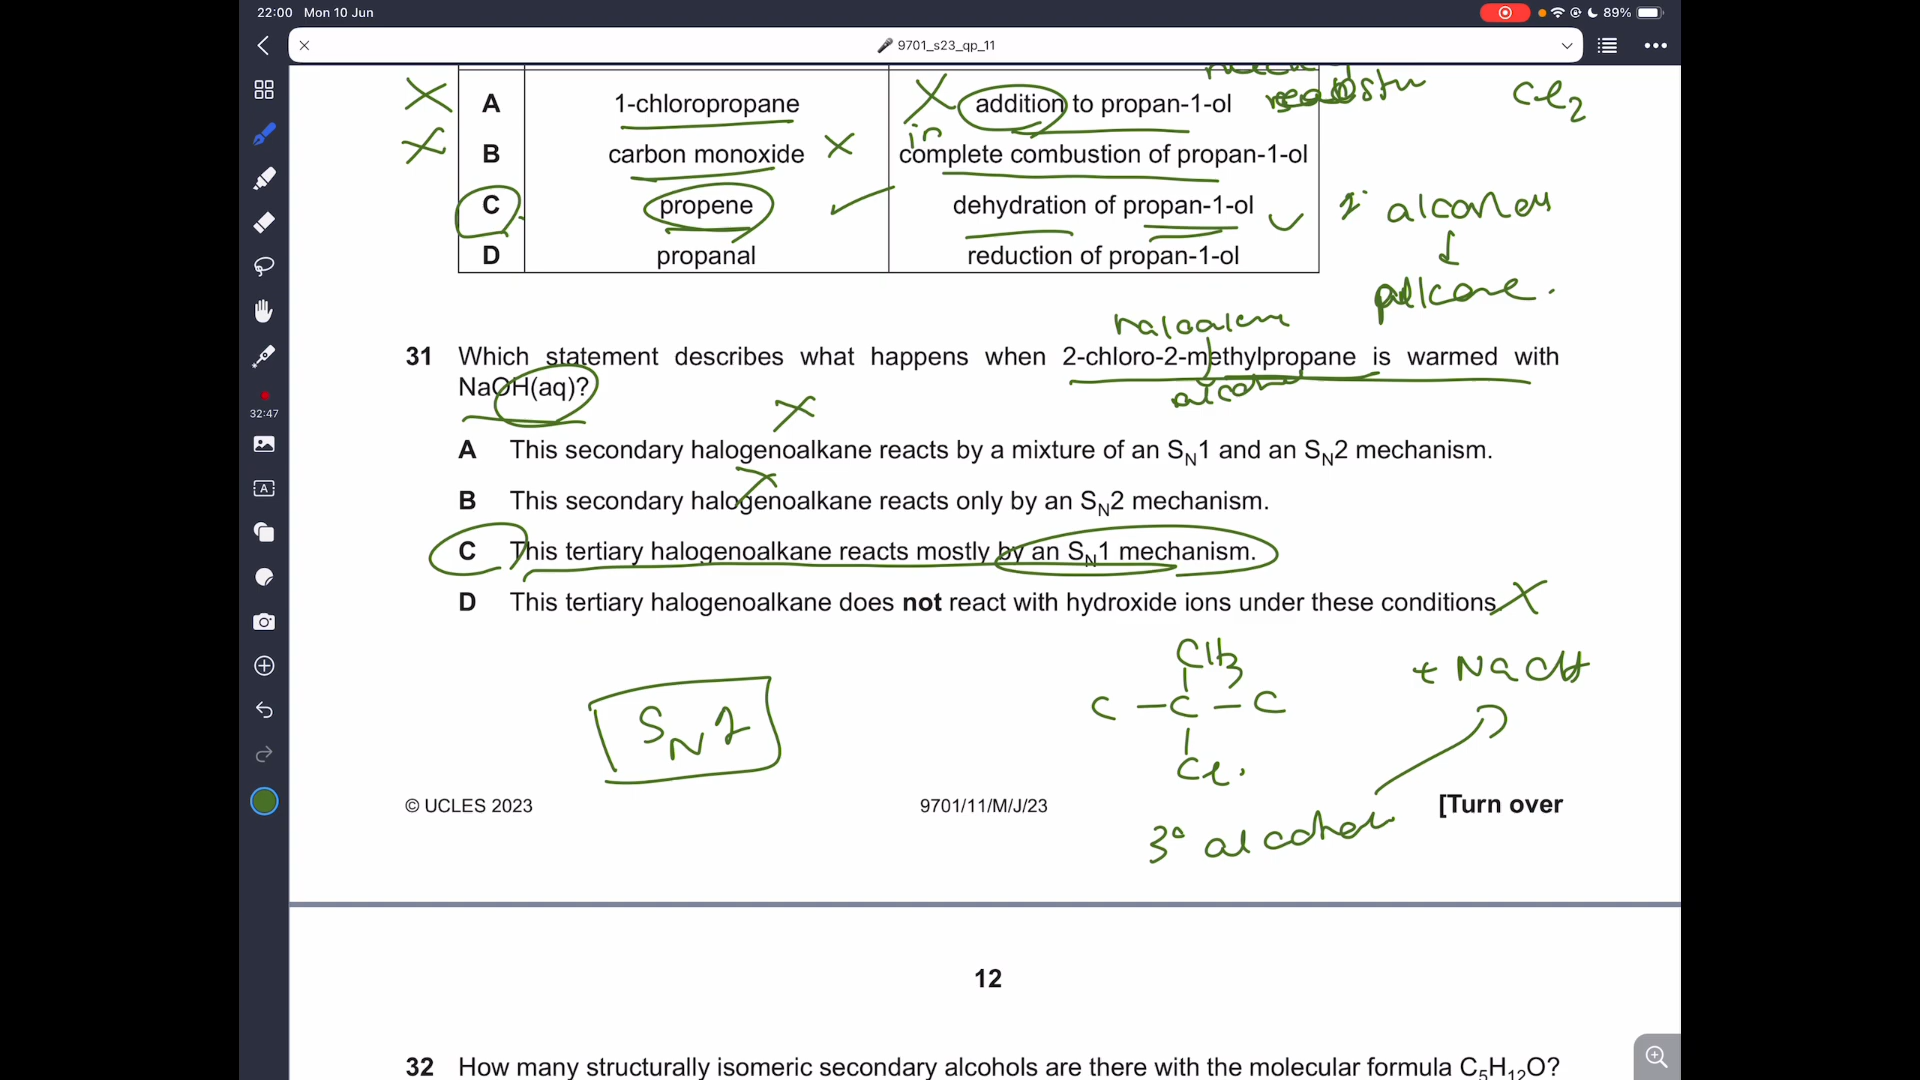 22:00 Mon 10 Jun
89%
9701_s23_qp_11
A 1-chloropropane addition to propan-1-ol
Cl2
in
B carbon monoxide complete combustion of propan-1-ol
C propene dehydration of propan-1-ol
D propanal reduction of propan-1-ol
31 Which statement describes what happens when 2-chloro-2-methylpropane is warmed with
NaOH(aq)?
32:47
A This secondary halogenoalkane reacts by a mixture of an SN1 and an SN2 mechanism.
B This secondary halogenoalkane reacts only by an SN2 mechanism.
C This tertiary halogenoalkane reacts mostly by an SN1 mechanism.
D This tertiary halogenoalkane does not react with hydroxide ions under these conditions.
CH3
C – C – C
Cl.
+ NaOH
SN2
3° alcohol
© UCLES 2023 9701/11/M/J/23 [Turn over
12
32 How many structurally isomeric secondary alcohols are there with the molecular formula C5H12O?